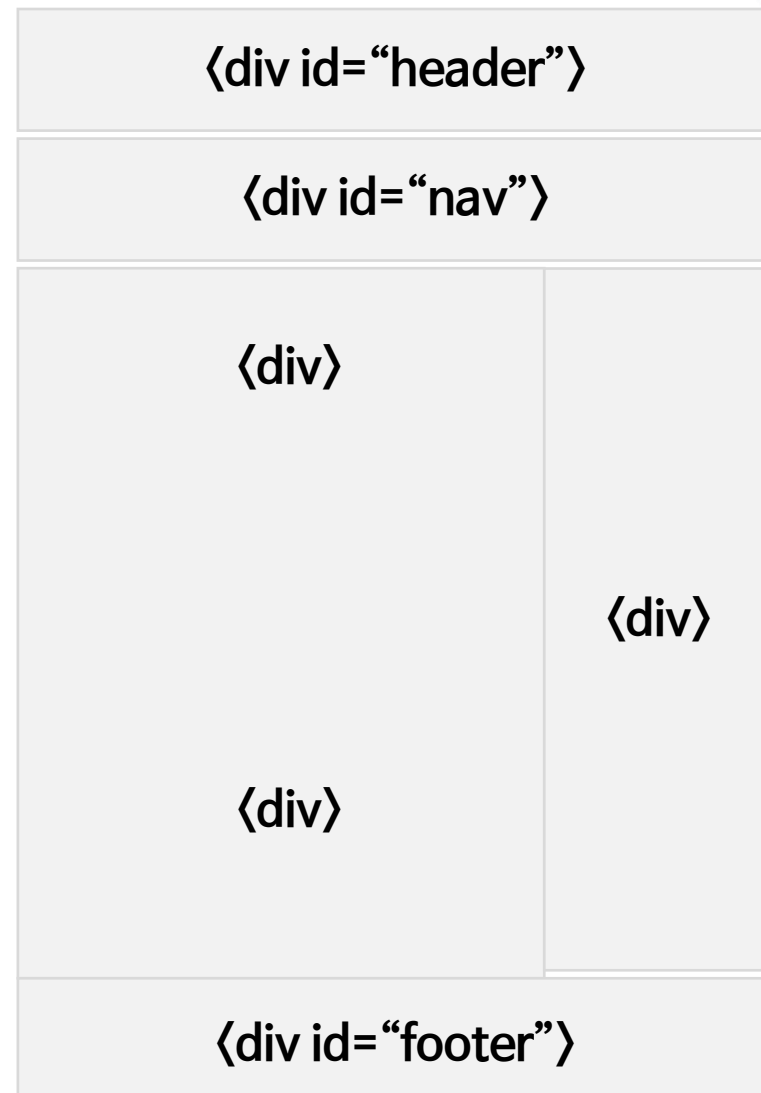 〈div id=“header”〉
〈div id=“nav”〉
〈div〉
〈div〉
〈div〉
〈div id=“footer”〉